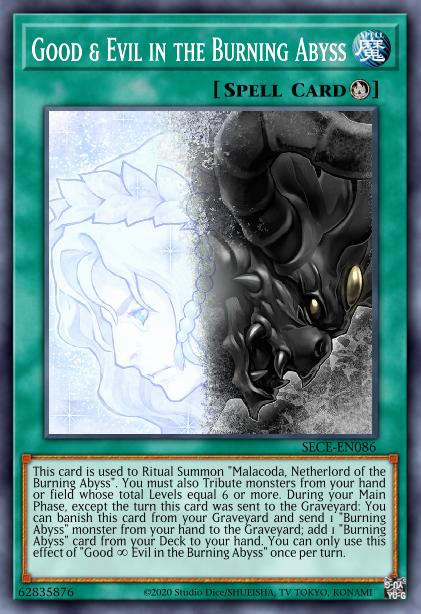 Good & Evil in the Burning Abyss
SPELL
魔
[Spell Card]
SECE-EN086
This card is used to Ritual Summon "Malacoda, Netherlord of the
Burning Abyss". You must also Tribute monsters from your hand
or field whose total Levels equal 6 or more. During your Main
Phase, except the turn this card was sent to the Graveyard: You
can banish this card from your Graveyard and send 1 "Burning
Abyss" monster from your hand to the Graveyard; add 1 "Burning
Abyss" card from your Deck to your hand. You can only use this
effect of "Good ∞ Evil in the Burning Abyss" once per turn.
62835876 ©2020 Studio Dice/SHUEISHA, TV TOKYO, KONAMI